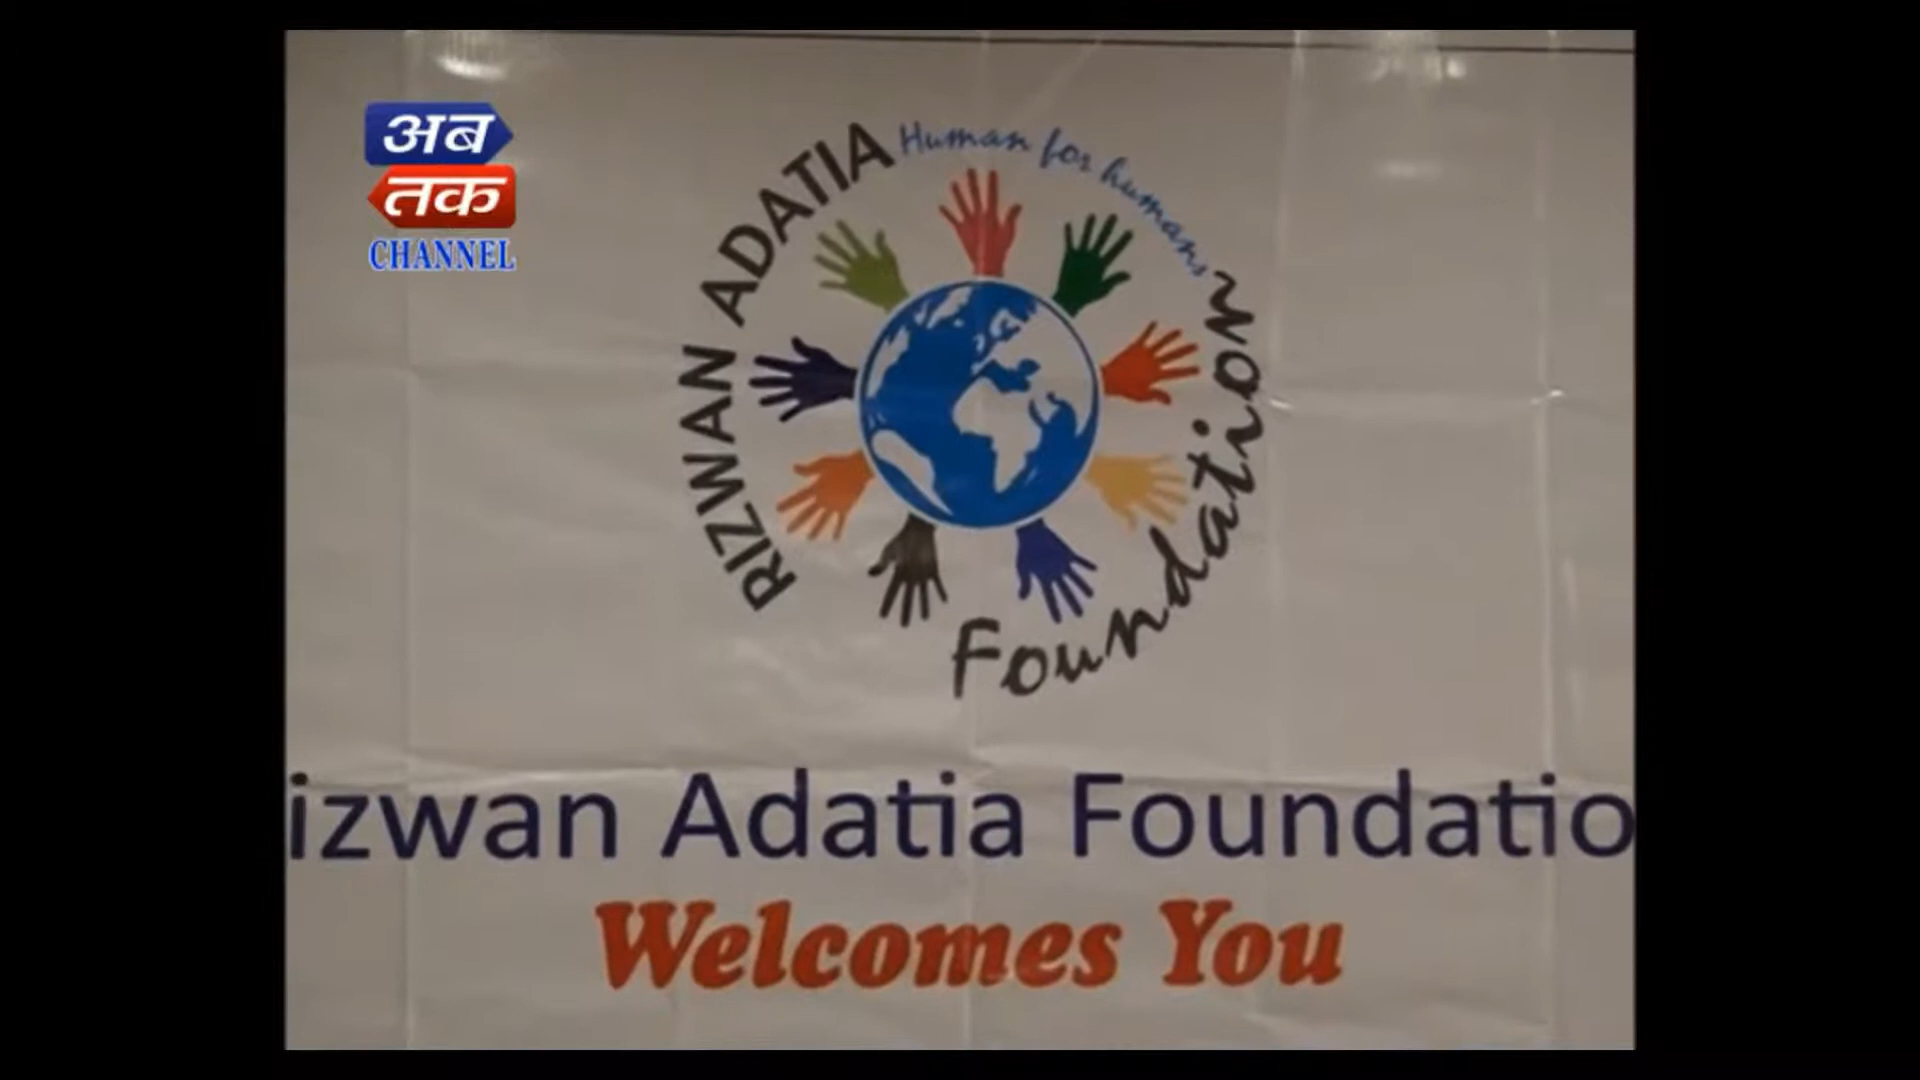 अब
तक
CHANNEL
RIZWAN ADATIA
Human for humans
Foundation
izwan Adatia Foundatio
Welcomes You